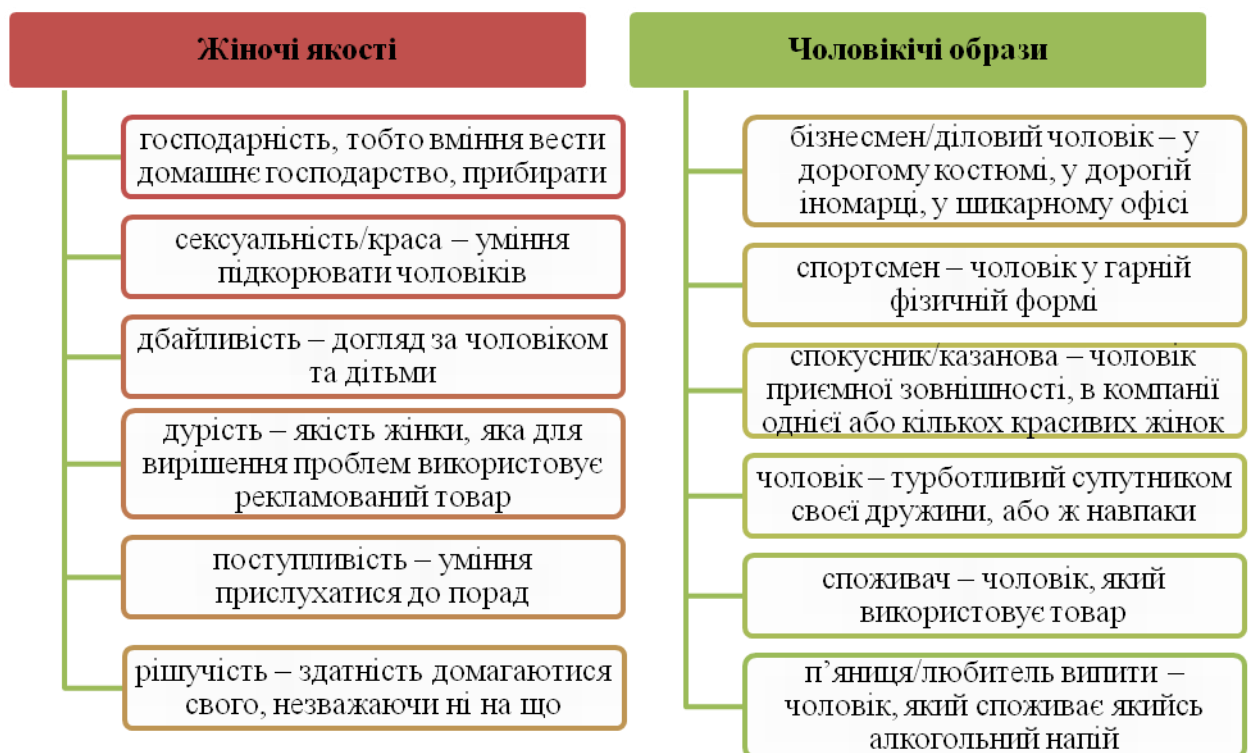 Жіночі якості
господарність, тобто вміння вести
домашнє господарство, прибирати
сексуальність/краса – уміння
підкорювати чоловіків
дбайливість – догляд за чоловіком
та дітьми
дурість – якість жінки, яка для
вирішення проблем використовує
рекламований товар
поступливість – уміння
прислухатися до порад
рішучість – здатність домагаютися
свого, незважаючи ні на що
Чоловікічі образи
бізнесмен/діловий чоловік – у
дорогому костюмі, у дорогій
іномарці, у шикарному офісі
спортсмен – чоловік у гарній
фізичній формі
спокусник/казанова – чоловік
приємної зовнішності, в компанії
однієї або кількох красивих жінок
чоловік – турботливий супутником
своєї дружини, або ж навпаки
споживач – чоловік, який
використовує товар
п’яниця/любитель випити –
чоловік, який споживає якийсь
алкогольний напій